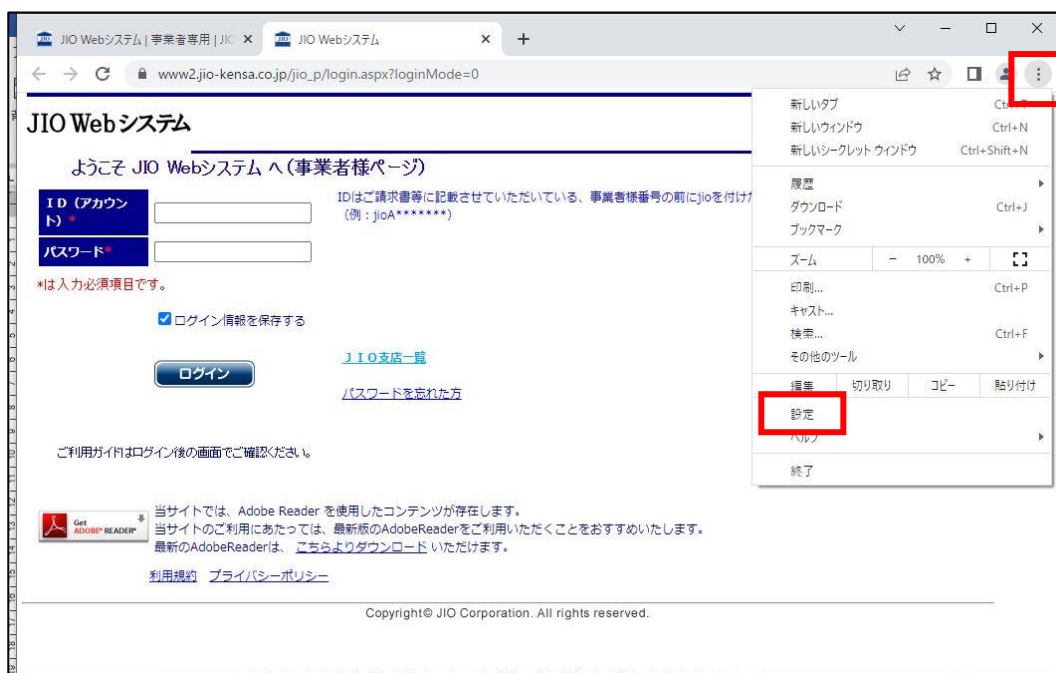 JIO Webシステム | 事業者専用 | JIC
JIO Webシステム
www2.jio-kensa.co.jp/jio_p/login.aspx?loginMode=0
JIO Webシステム
ようこそ JIO Webシステム へ(事業者様ページ)
ID (アカウント) *
IDはご請求書等に記載させていただいている、事業者様番号の前にjioを付けた
(例：jioA*******)
パスワード*
*は入力必須項目です。
ログイン情報を保存する
ログイン
JIO支店一覧
パスワードを忘れた方
ご利用ガイドはログイン後の画面でご確認ください。
Get
ADOBE® READER®
当サイトでは、Adobe Reader を使用したコンテンツが存在します。
当サイトのご利用にあたっては、最新版のAdobeReaderをご利用いただくことをおすすめいたします。
最新のAdobeReaderは、 こちらよりダウンロード いただけます。
利用規約 プライバシーポリシー
Copyright© JIO Corporation. All rights reserved.
新しいタブ
新しいウィンドウ Ctrl+N
新しいシークレット ウィンドウ Ctrl+Shift+N
履歴
ダウンロード Ctrl+J
ブックマーク
ズーム - 100% +
印刷... Ctrl+P
キャスト...
検索... Ctrl+F
その他のツール
編集 切り取り コピー 貼り付け
設定
ヘルプ
終了